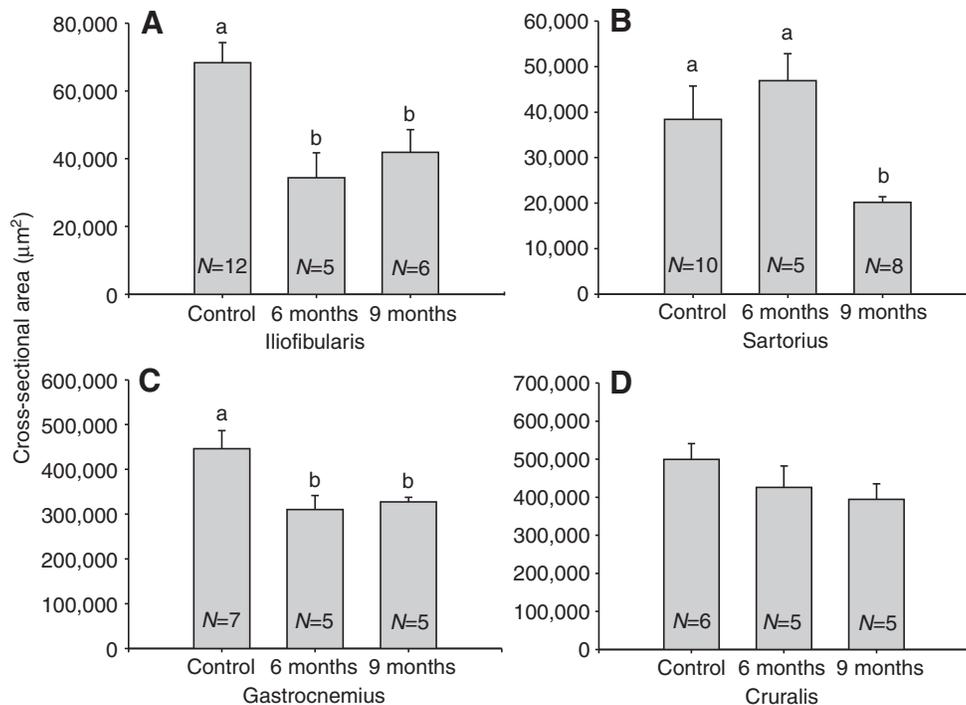 Cross-sectional area (μm²)
A
80,000
60,000
40,000
20,000
0
a
b
b
N=12
N=5
N=6
Control 6 months 9 months
Iliofibularis
B
60,000
50,000
40,000
30,000
20,000
10,000
0
a
a
b
N=10
N=5
N=8
Control 6 months 9 months
Sartorius
C
600,000
500,000
400,000
300,000
200,000
100,000
0
a
b
b
N=7
N=5
N=5
Control 6 months 9 months
Gastrocnemius
D
700,000
600,000
500,000
400,000
300,000
200,000
100,000
0
N=6
N=5
N=5
Control 6 months 9 months
Cruralis